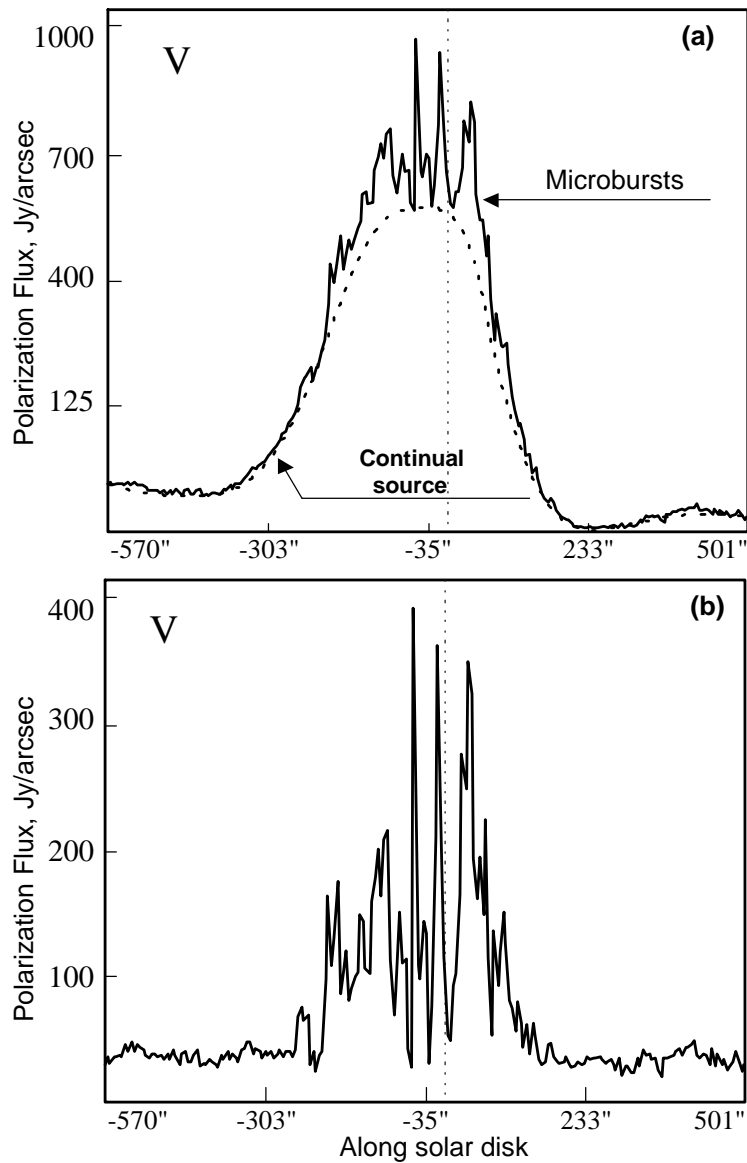 V
(a)
1000
700
400
125
Polarization Flux, Jy/arcsec
Microbursts
Continual
source
-570" -303" -35" 233" 501"
V
(b)
400
300
200
100
Polarization Flux, Jy/arcsec
-570" -303" -35" 233" 501"
Along solar disk